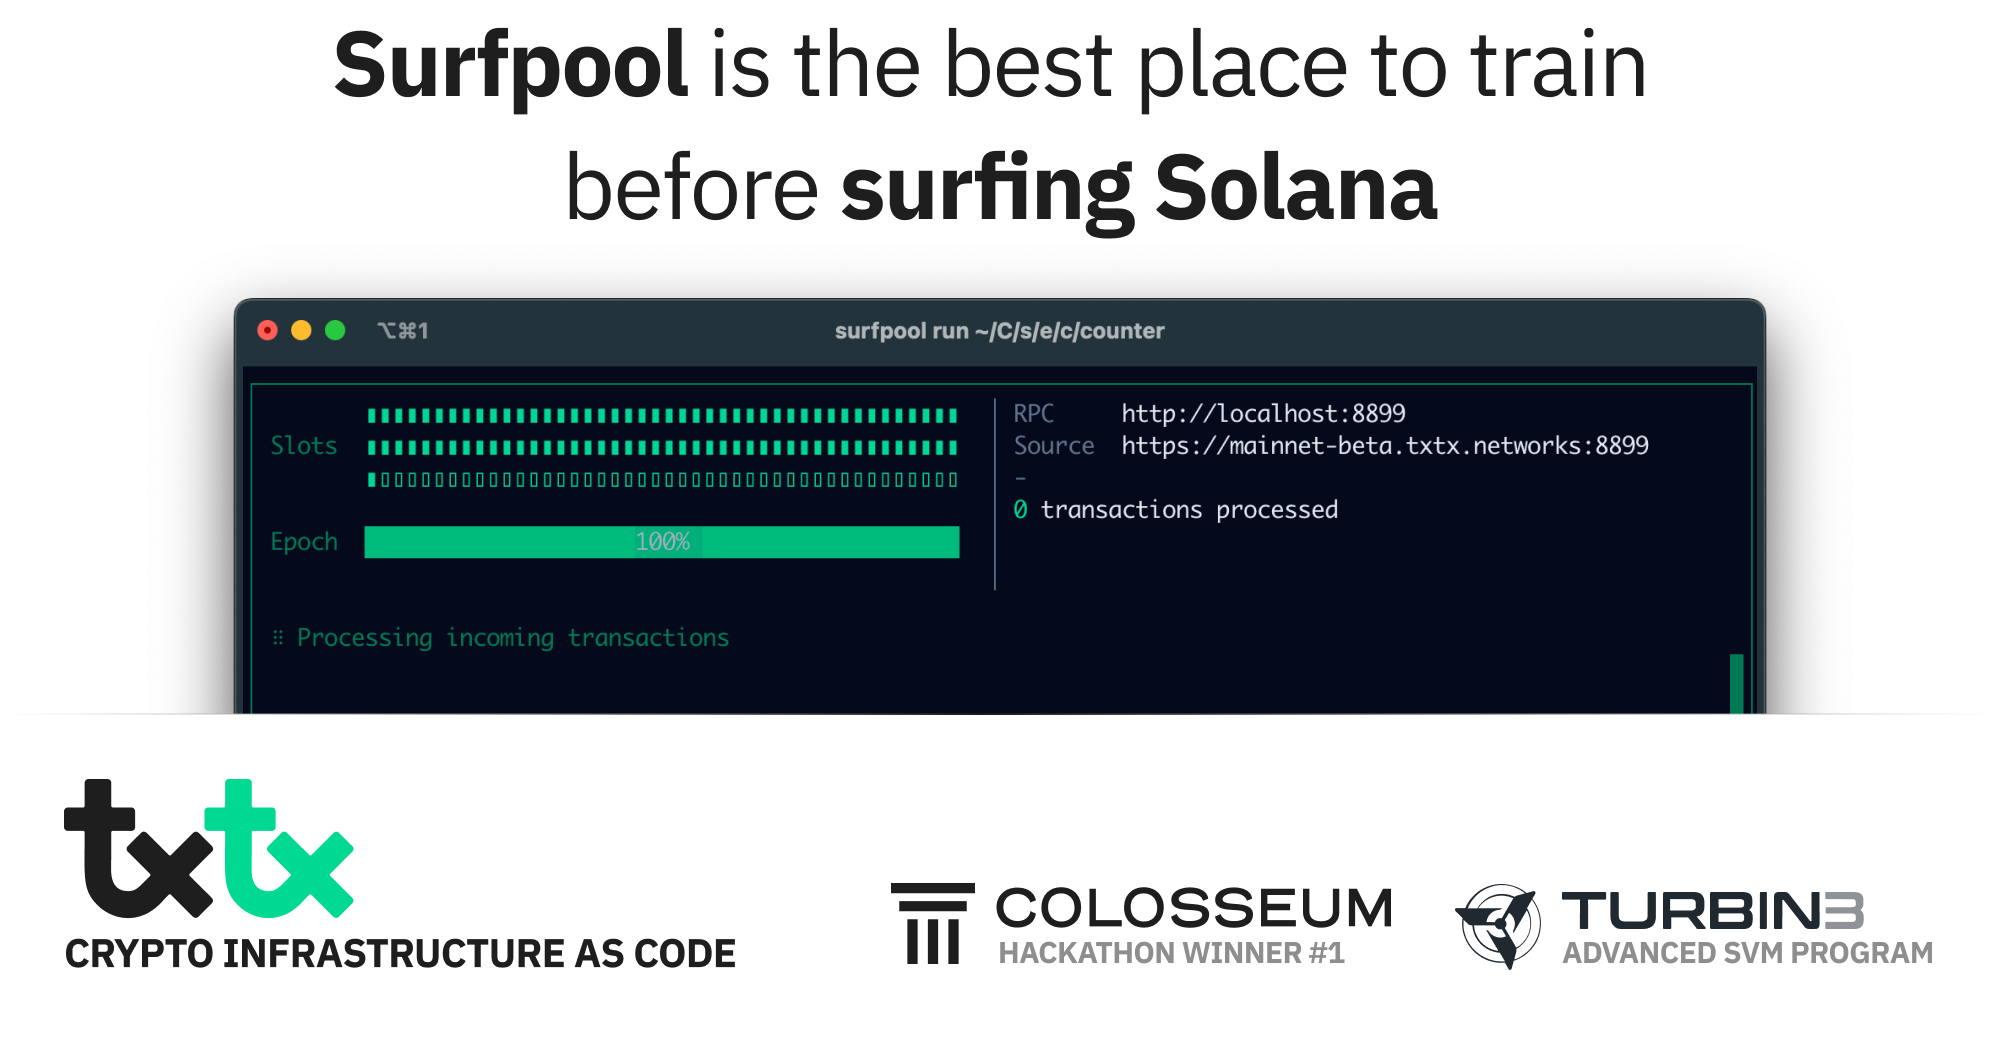 Surfpool is the best place to train
before surfing Solana
⌥⌘1
surfpool run ~/C/s/e/c/counter
Slots
Epoch
100%
RPC http://localhost:8899
Source https://mainnet-beta.txtx.networks:8899
-
0 transactions processed
⠿ Processing incoming transactions
txtx
CRYPTO INFRASTRUCTURE AS CODE
COLOSSEUM
HACKATHON WINNER #1
TURBIN3
ADVANCED SVM PROGRAM